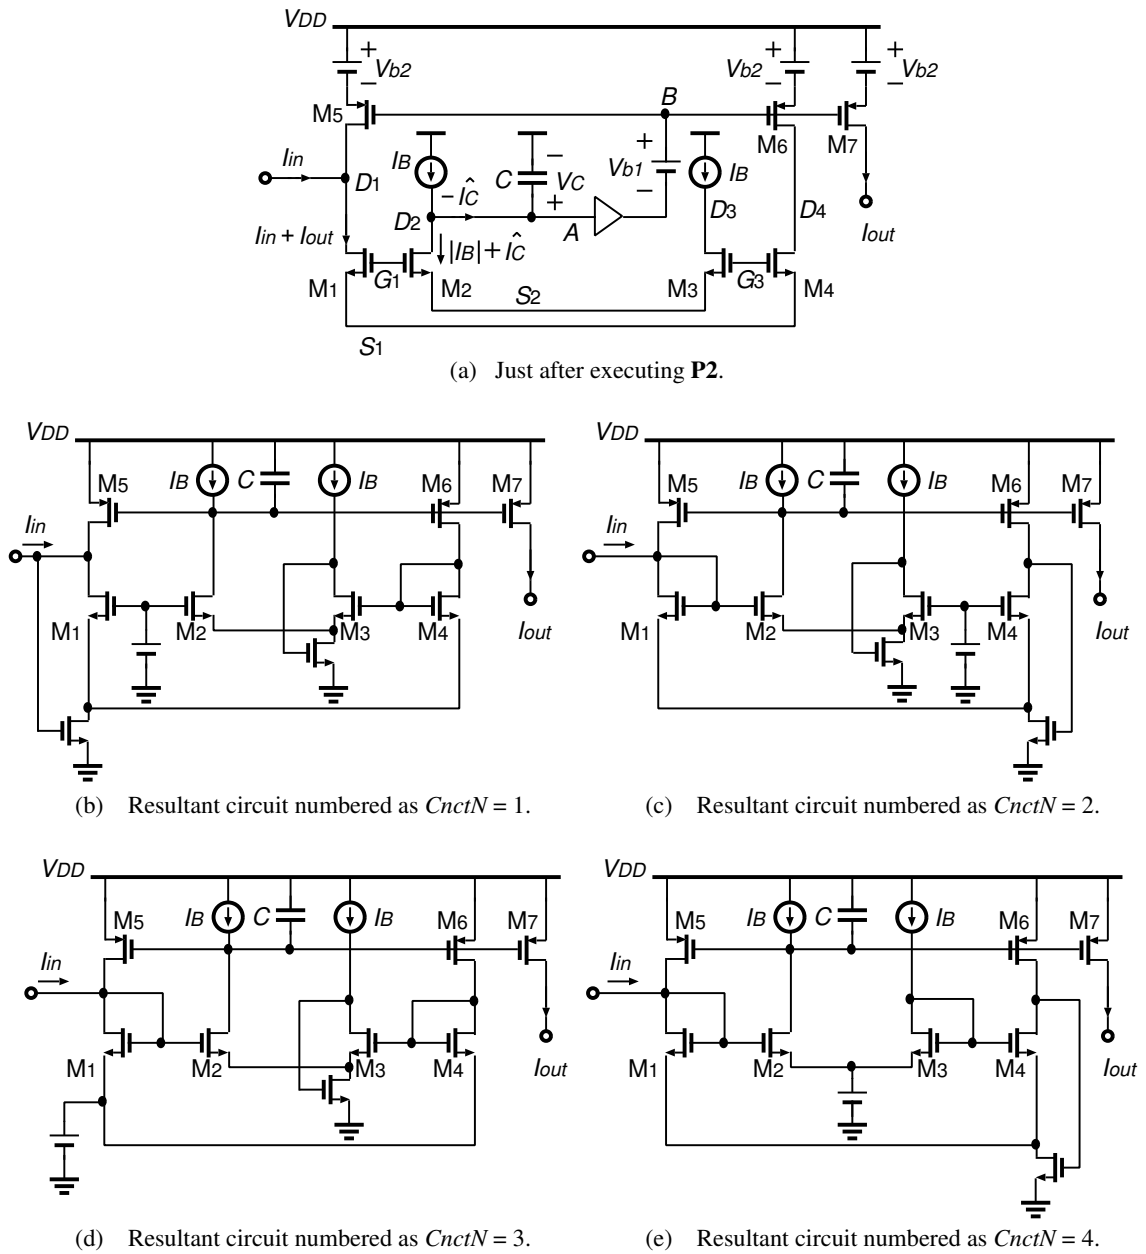 VDD
+ + +
Vb2 Vb2 Vb2
− − −
M5 B M6 M7
Iin IB − C VC + Vb1 − IB
D1 −ÎC + D3 D4
D2 A Iout
Iin + Iout |IB| + ÎC
G1 G3
M1 M2 M3 M4
S2
S1
(a) Just after executing P2.
VDD VDD
M5 IB C IB M6 M7 M5 IB C IB M6 M7
Iin Iin
M1 M2 M3 M4 Iout M1 M2 M3 M4 Iout
(b) Resultant circuit numbered as CnctN = 1. (c) Resultant circuit numbered as CnctN = 2.
VDD VDD
M5 IB C IB M6 M7 M5 IB C IB M6 M7
Iin Iin
M1 M2 M3 M4 Iout M1 M2 M3 M4 Iout
(d) Resultant circuit numbered as CnctN = 3. (e) Resultant circuit numbered as CnctN = 4.